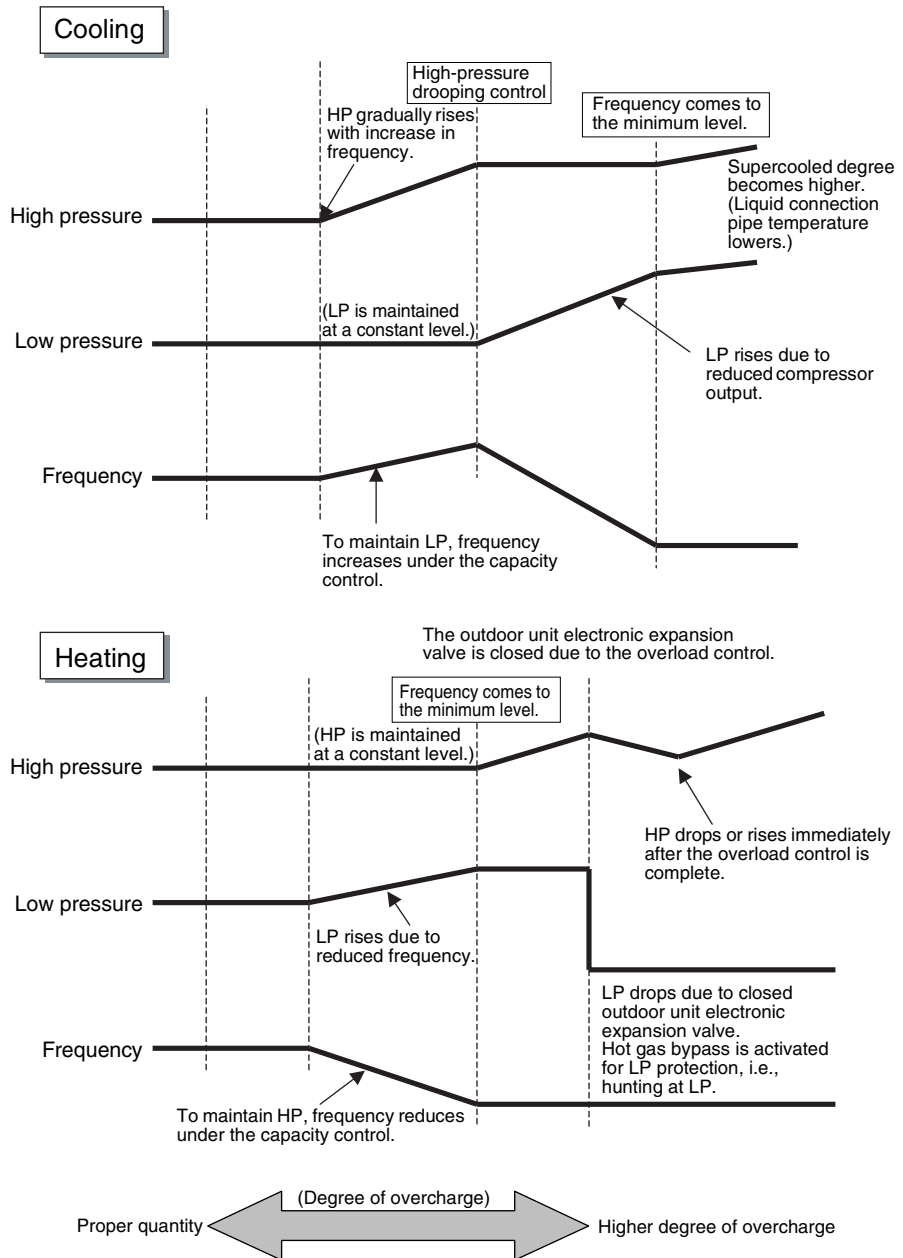 Cooling
High-pressure
drooping control
HP gradually rises
with increase in
frequency.
Frequency comes to
the minimum level.
Supercooled degree
becomes higher.
(Liquid connection
pipe temperature
lowers.)
High pressure
(LP is maintained
at a constant level.)
Low pressure
LP rises due to
reduced compressor
output.
Frequency
To maintain LP, frequency
increases under the capacity
control.
Heating
The outdoor unit electronic expansion
valve is closed due to the overload control.
Frequency comes to
the minimum level.
(HP is maintained
at a constant level.)
High pressure
HP drops or rises immediately
after the overload control is
complete.
Low pressure
LP rises due to
reduced frequency.
LP drops due to closed
outdoor unit electronic
expansion valve.
Hot gas bypass is activated
for LP protection, i.e.,
hunting at LP.
Frequency
To maintain HP, frequency reduces
under the capacity control.
(Degree of overcharge)
Proper quantity
Higher degree of overcharge